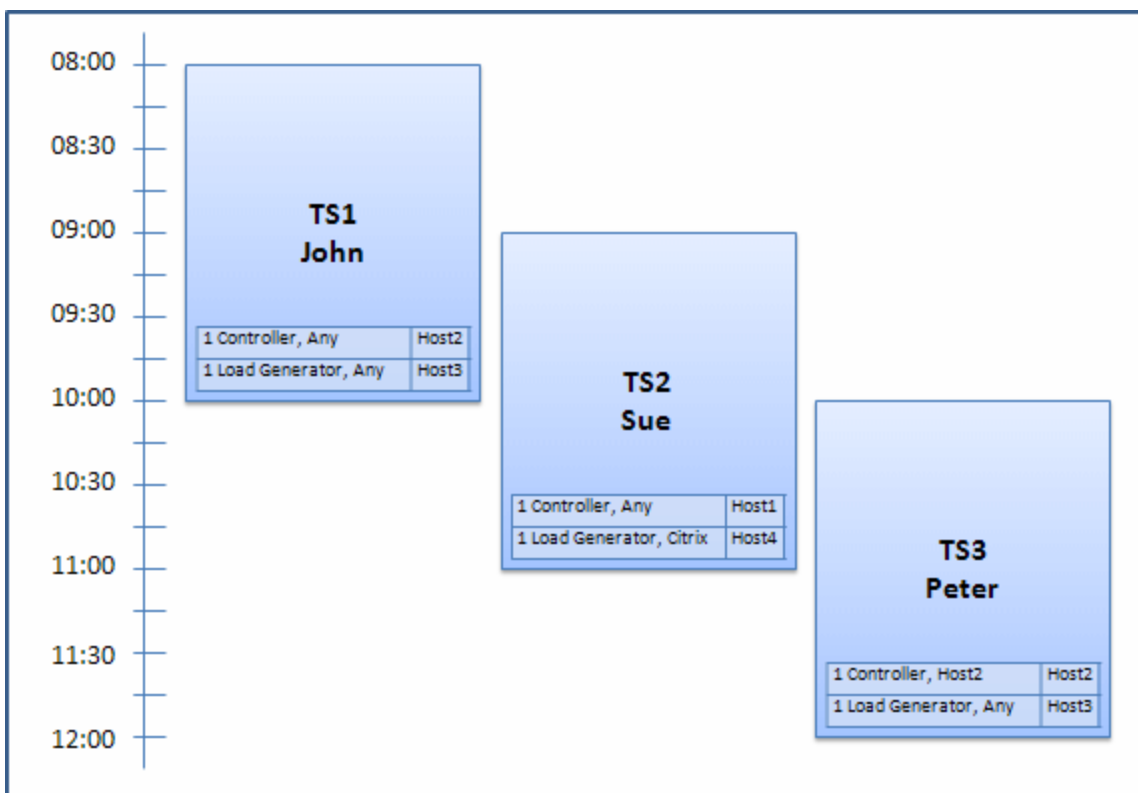 08:00
08:30
09:00
09:30
10:00
10:30
11:00
11:30
12:00
TS1
John
1 Controller, Any Host2
1 Load Generator, Any Host3
TS2
Sue
1 Controller, Any Host1
1 Load Generator, Citrix Host4
TS3
Peter
1 Controller, Host2 Host2
1 Load Generator, Any Host3